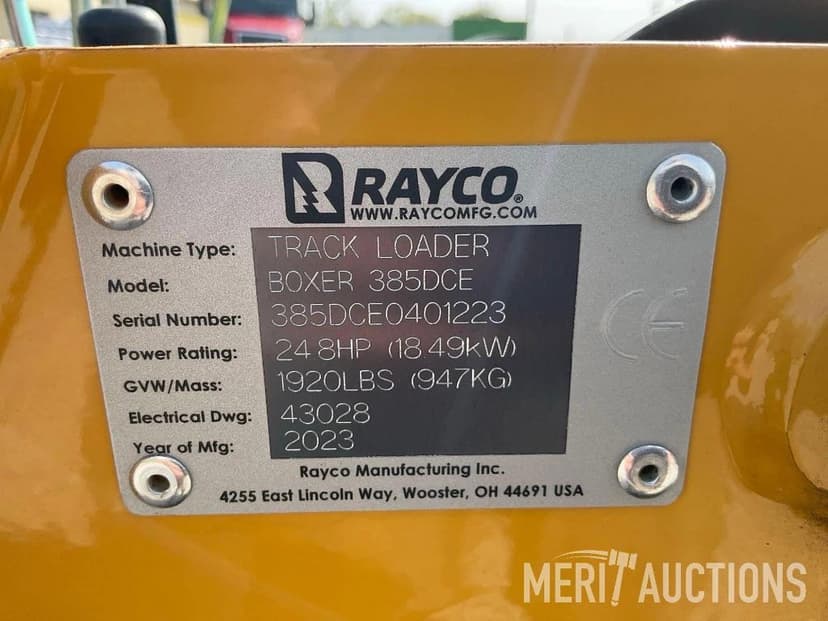 RAYCO®
WWW.RAYCOMFG.COM
Machine Type: TRACK LOADER
Model: BOXER 385DCE
Serial Number: 385DCE0401223
Power Rating: 24.8HP (18.49kW)
GVW/Mass: 1920LBS (947KG)
Electrical Dwg: 43028
Year of Mfg: 2023
CE
Rayco Manufacturing Inc.
4255 East Lincoln Way, Wooster, OH 44691 USA
MERIT AUCTIONS